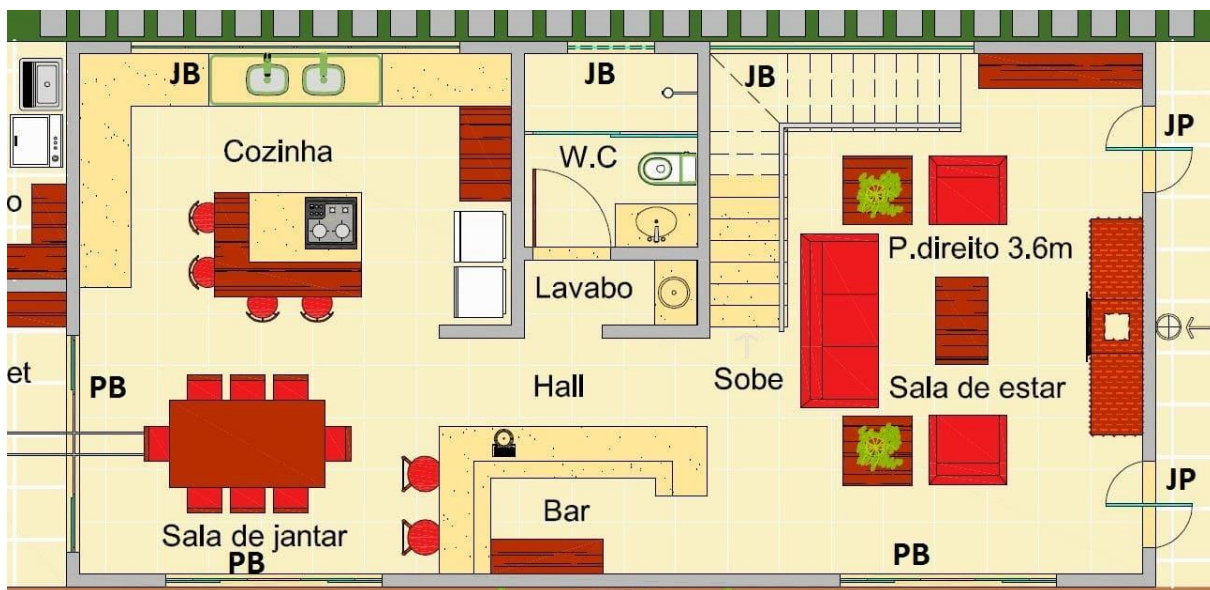 JB
JB
JB
JP
Cozinha
W.C
o
P.direito 3.6m
Lavabo
et
PB
Hall
Sobe
Sala de estar
JP
Bar
Sala de jantar
PB
PB